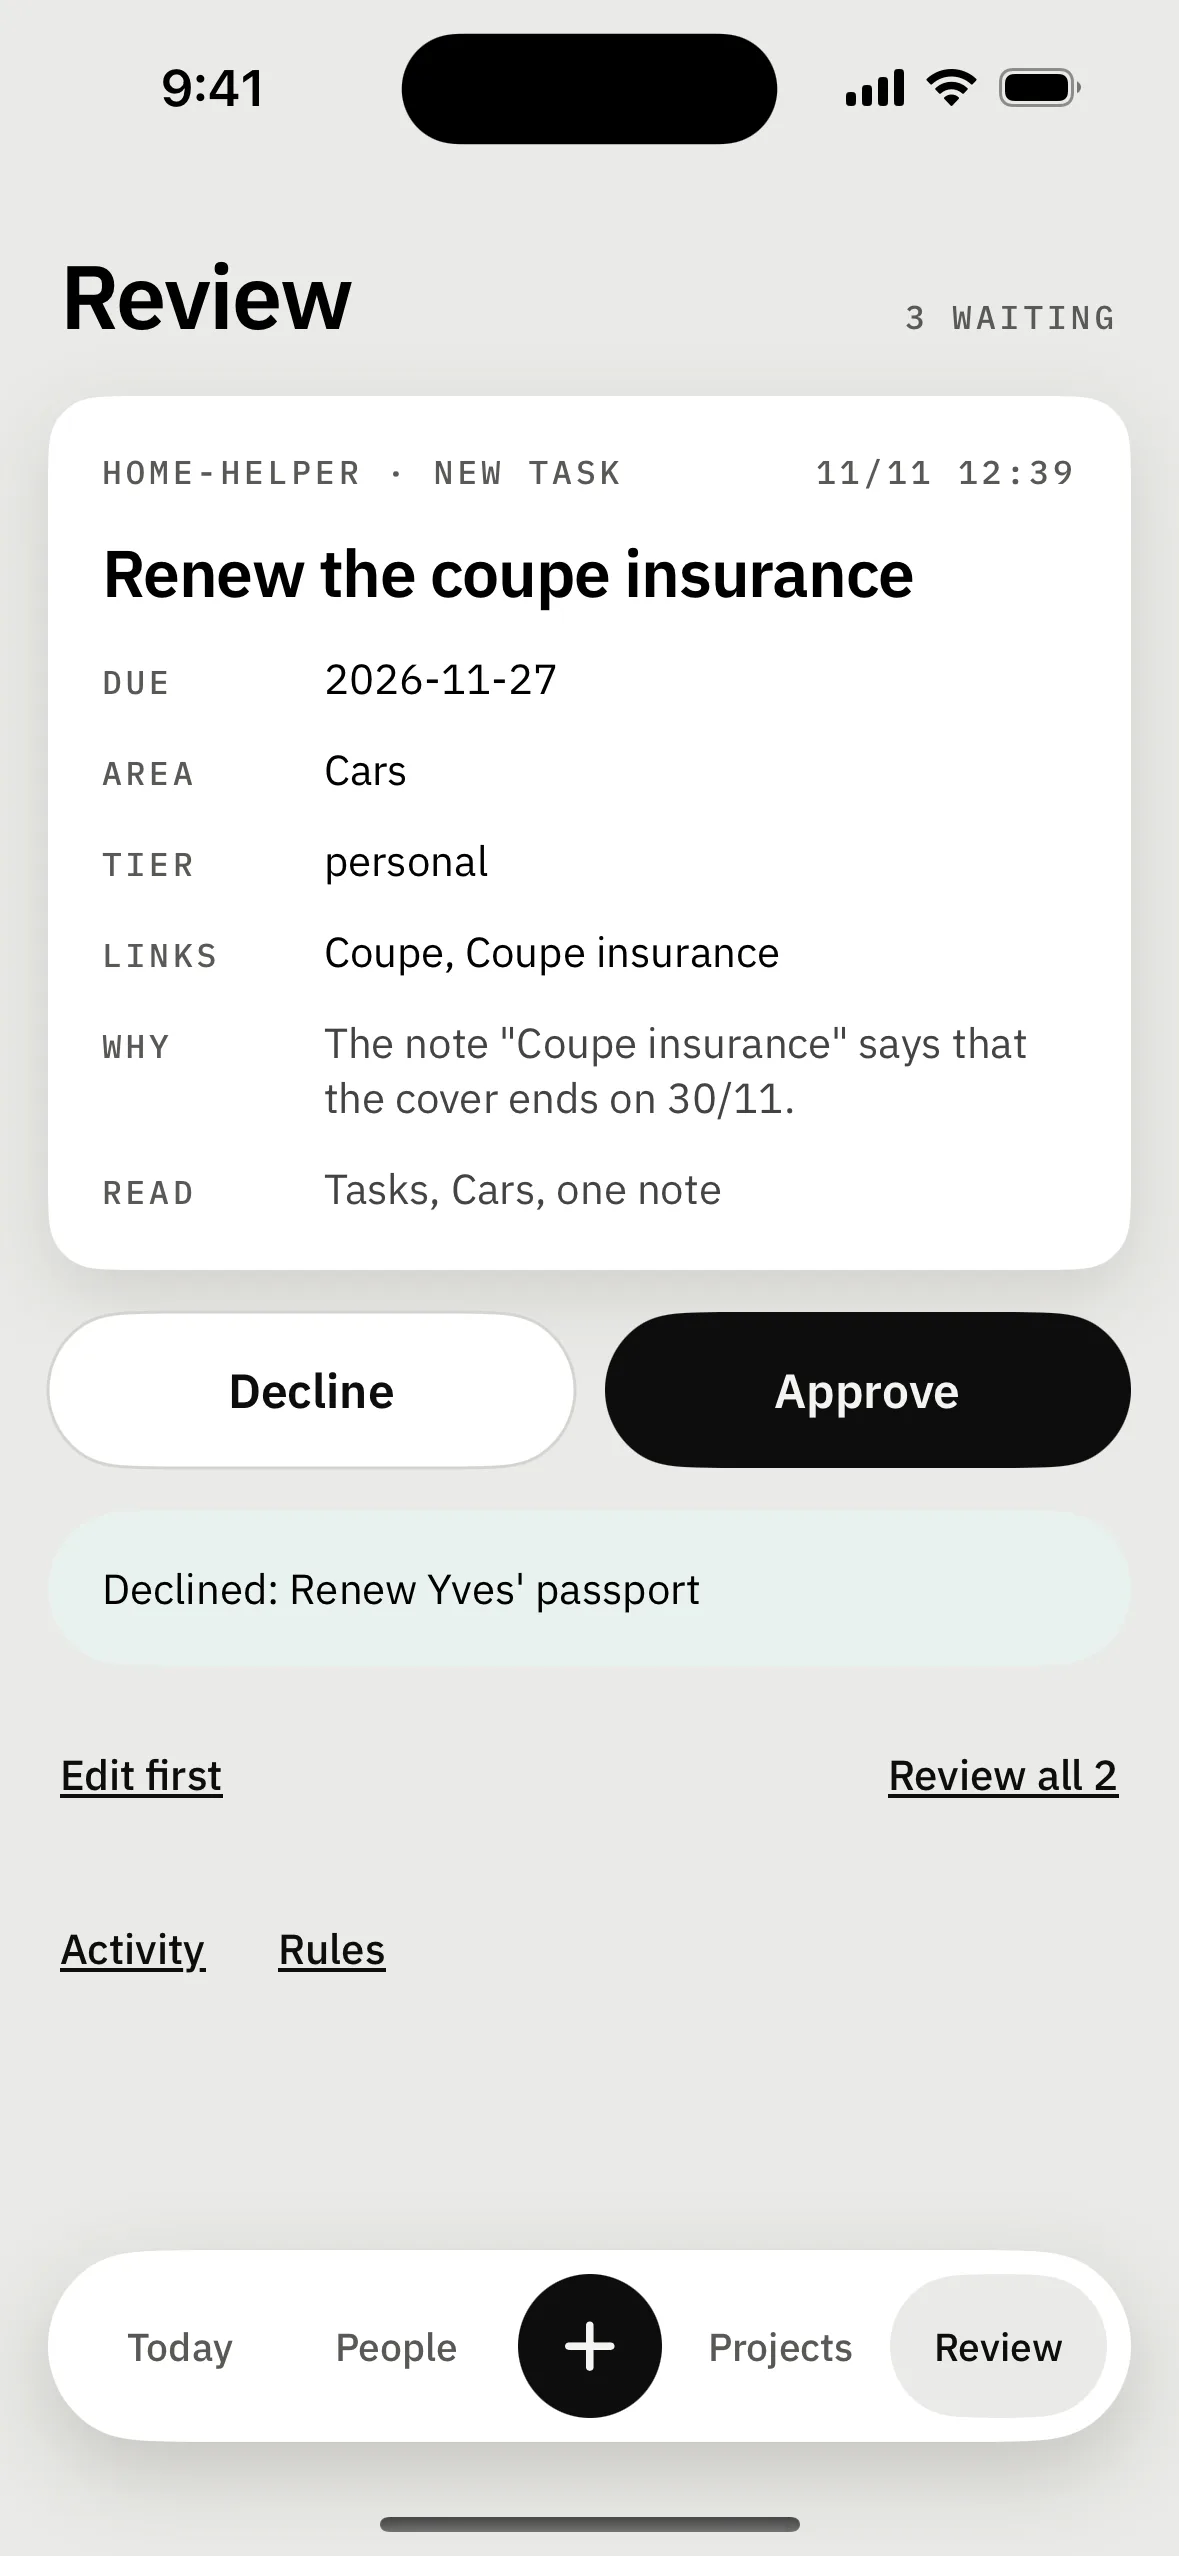 9:41
Review
3 WAITING
HOME-HELPER · NEW TASK 11/11 12:39
Renew the coupe insurance
DUE 2026-11-27
AREA Cars
TIER personal
LINKS Coupe, Coupe insurance
WHY The note "Coupe insurance" says that
the cover ends on 30/11.
READ Tasks, Cars, one note
Decline Approve
Declined: Renew Yves' passport
Edit first Review all 2
Activity Rules
Today People + Projects Review